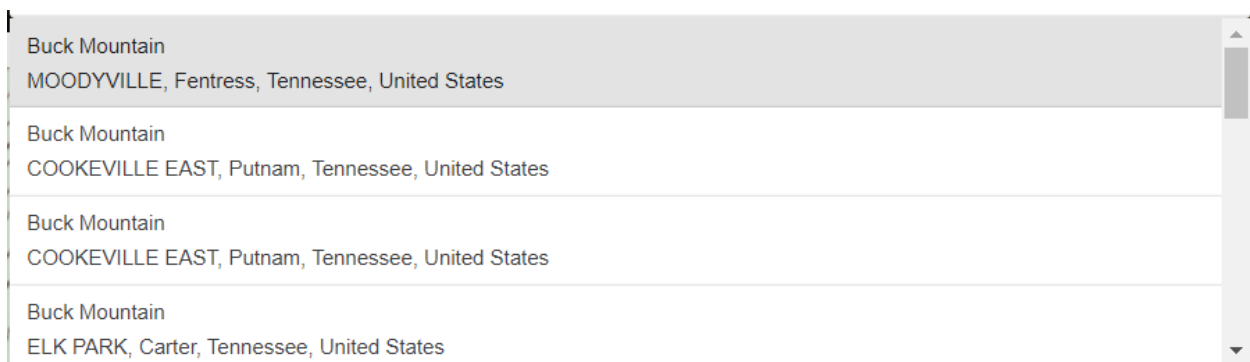 Buck Mountain
MOODYVILLE, Fentress, Tennessee, United States
Buck Mountain
COOKEVILLE EAST, Putnam, Tennessee, United States
Buck Mountain
COOKEVILLE EAST, Putnam, Tennessee, United States
Buck Mountain
ELK PARK, Carter, Tennessee, United States